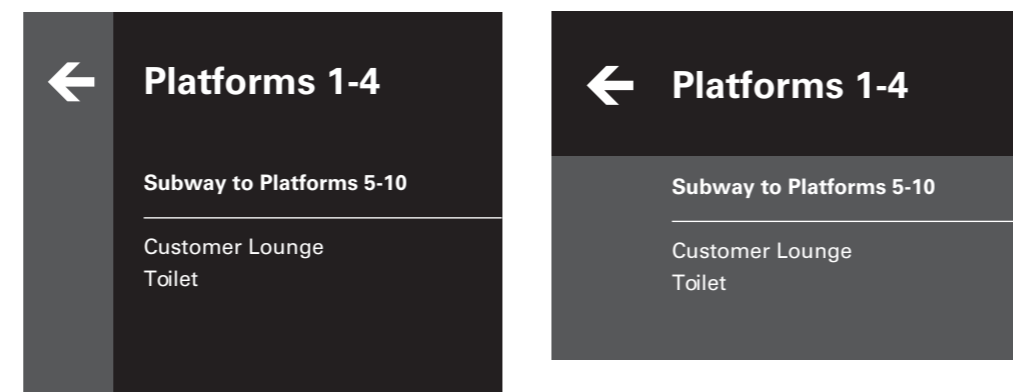 Platforms 1-4
Subway to Platforms 5-10
Customer Lounge
Toilet
Platforms 1-4
Subway to Platforms 5-10
Customer Lounge
Toilet